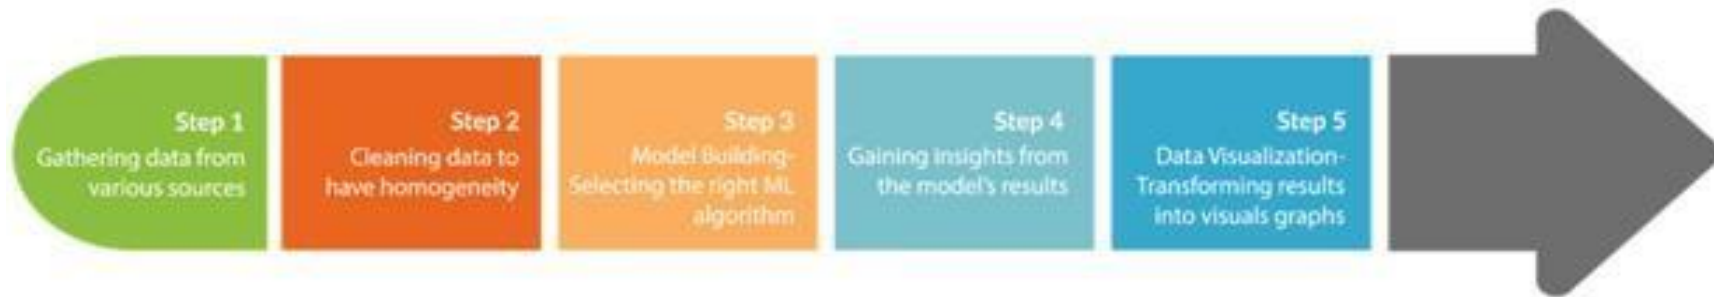 Step 1
Gathering data from
various sources
Step 2
Cleaning data to
have homogeneity
Step 3
Model Building-
Selecting the right ML
algorithm
Step 4
Gaining Insights from
the model's results
Step 5
Data Visualization-
Transforming results
into visuals graphs